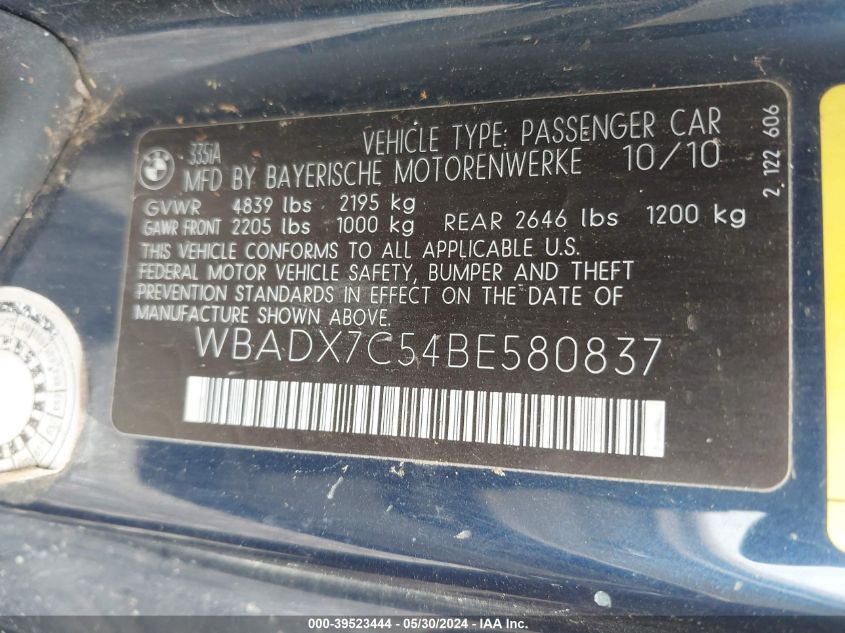 335iA
VEHICLE TYPE: PASSENGER CAR
MFD BY BAYERISCHE MOTORENWERKE 10/10
GVWR 4839 lbs 2195 kg
GAWR FRONT 2205 lbs 1000 kg REAR 2646 lbs 1200 kg
THIS VEHICLE CONFORMS TO ALL APPLICABLE U.S.
FEDERAL MOTOR VEHICLE SAFETY, BUMPER AND THEFT
PREVENTION STANDARDS IN EFFECT ON THE DATE OF
MANUFACTURE SHOWN ABOVE.
WBADX7C54BE580837
2 122 606
000-39523444 - 05/30/2024 - IAA Inc.